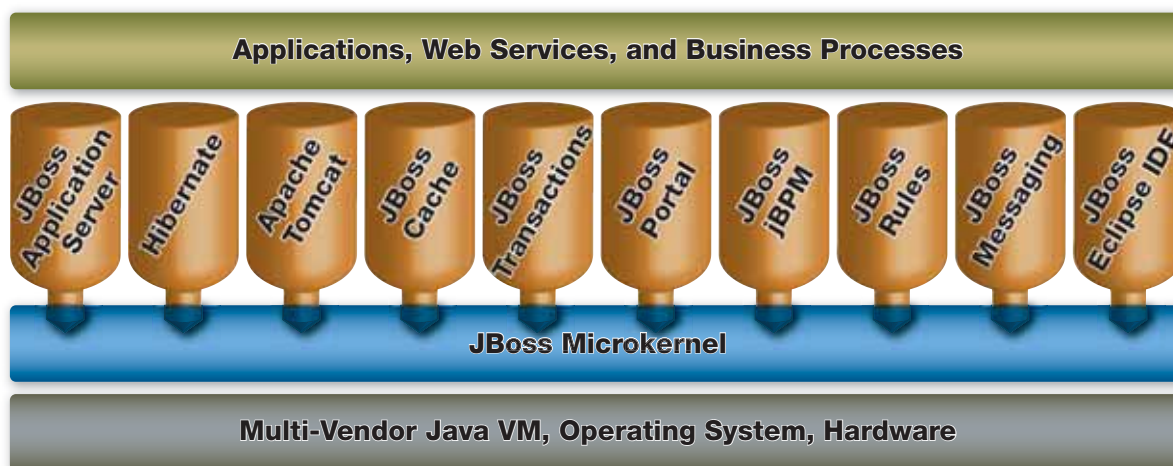 Applications, Web Services, and Business Processes
JBoss
Application
Server
Hibernate
Apache
Tomcat
JBoss
Cache
JBoss
Transactions
JBoss
Portal
JBoss
jBPM
JBoss
Rules
JBoss
Messaging
JBoss
Eclipse IDE
JBoss Microkernel
Multi-Vendor Java VM, Operating System, Hardware